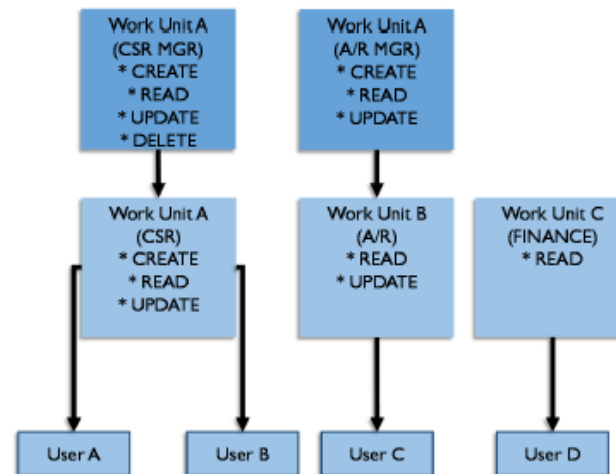 Work Unit A
(CSR MGR)
* CREATE
* READ
* UPDATE
* DELETE
Work Unit A
(A/R MGR)
* CREATE
* READ
* UPDATE
Work Unit A
(CSR)
* CREATE
* READ
* UPDATE
Work Unit B
(A/R)
* READ
* UPDATE
Work Unit C
(FINANCE)
* READ
User A
User B
User C
User D